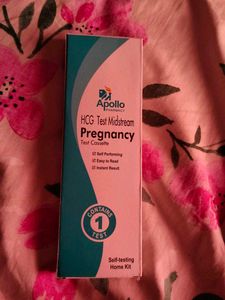 Apollo
PHARMACY
HCG Test Midstream
Pregnancy
Test Cassette
☑ Self Performing
☑ Easy to Read
☑ Instant Result
CONTAINS
1
TEST
Self-testing
Home Kit